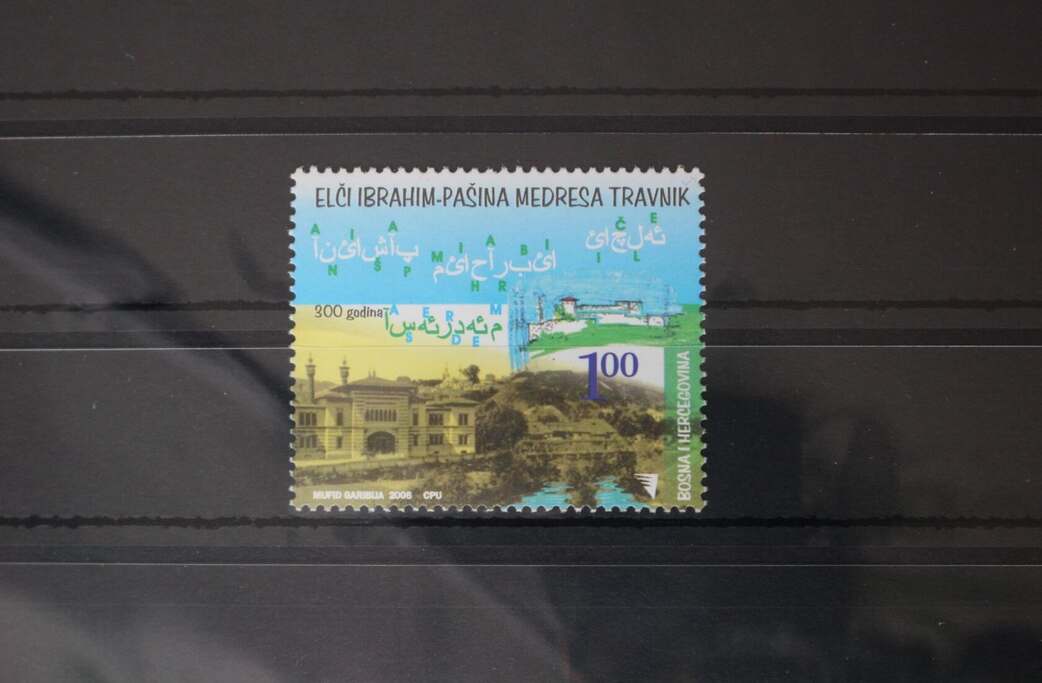 ELČI IBRAHIM-PAŠINA MEDRESA TRAVNIK
Č E
A I A
M I A B I
I L
N Š P
H R
300 godina
A E R M
S D E
1.00
BOSNA I HERCEGOVINA
MUFID GARIBIJA 2006 CPU